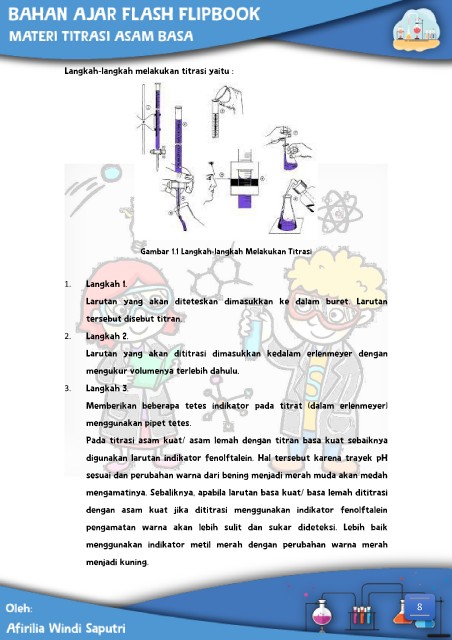 BAHAN AJAR FLASH FLIPBOOK
MATERI TITRASI ASAM BASA
Langkah-langkah melakukan titrasi yaitu :
Gambar 1.1 Langkah-langkah Melakukan Titrasi
1. Langkah 1.
Larutan yang akan diteteskan dimasukkan ke dalam buret. Larutan
tersebut disebut titran.
2. Langkah 2.
Larutan yang akan dititrasi dimasukkan kedalam erlenmeyer dengan
mengukur volumenya terlebih dahulu.
3. Langkah 3.
Memberikan beberapa tetes indikator pada titrat (dalam erlenmeyer)
menggunakan pipet tetes.
Pada titrasi asam kuat/ asam lemah dengan titran basa kuat sebaiknya
digunakan larutan indikator fenolftalein. Hal tersebut karena trayek pH
sesuai dan perubahan warna dari bening menjadi merah muda akan medah
mengamatinya. Sebaliknya, apabila larutan basa kuat/ basa lemah dititrasi
dengan asam kuat jika dititrasi menggunakan indikator fenolftalein
pengamatan warna akan lebih sulit dan sukar dideteksi. Lebih baik
menggunakan indikator metil merah dengan perubahan warna merah
menjadi kuning.
8
Oleh:
Afirilia Windi Saputri